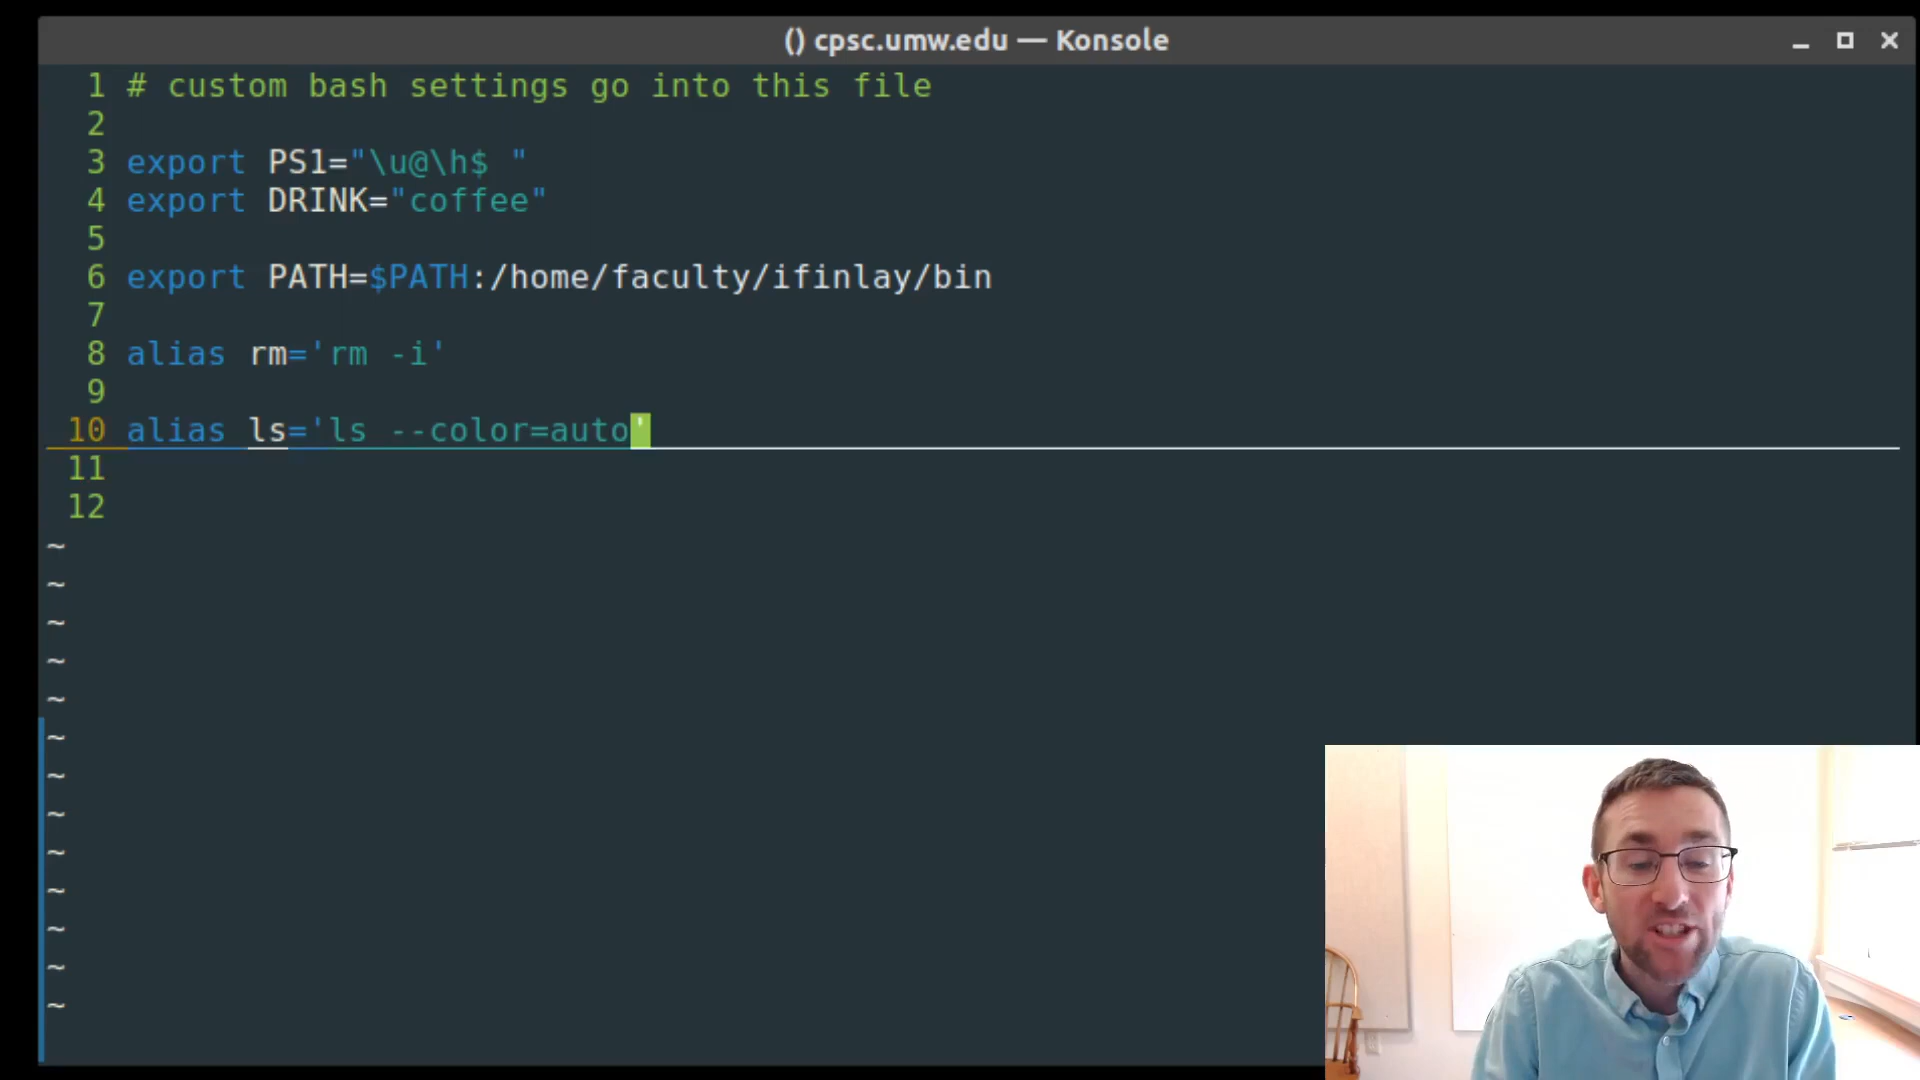 () cpsc.umw.edu — Konsole
1 # custom bash settings go into this file
2
3 export PS1="\u@\h$ "
4 export DRINK="coffee"
5
6 export PATH=$PATH:/home/faculty/ifinlay/bin
7
8 alias rm='rm -i'
9
10 alias ls='ls --color=auto'
11
12
~
~
~
~
~
~
~
~
~
~
~
~
~